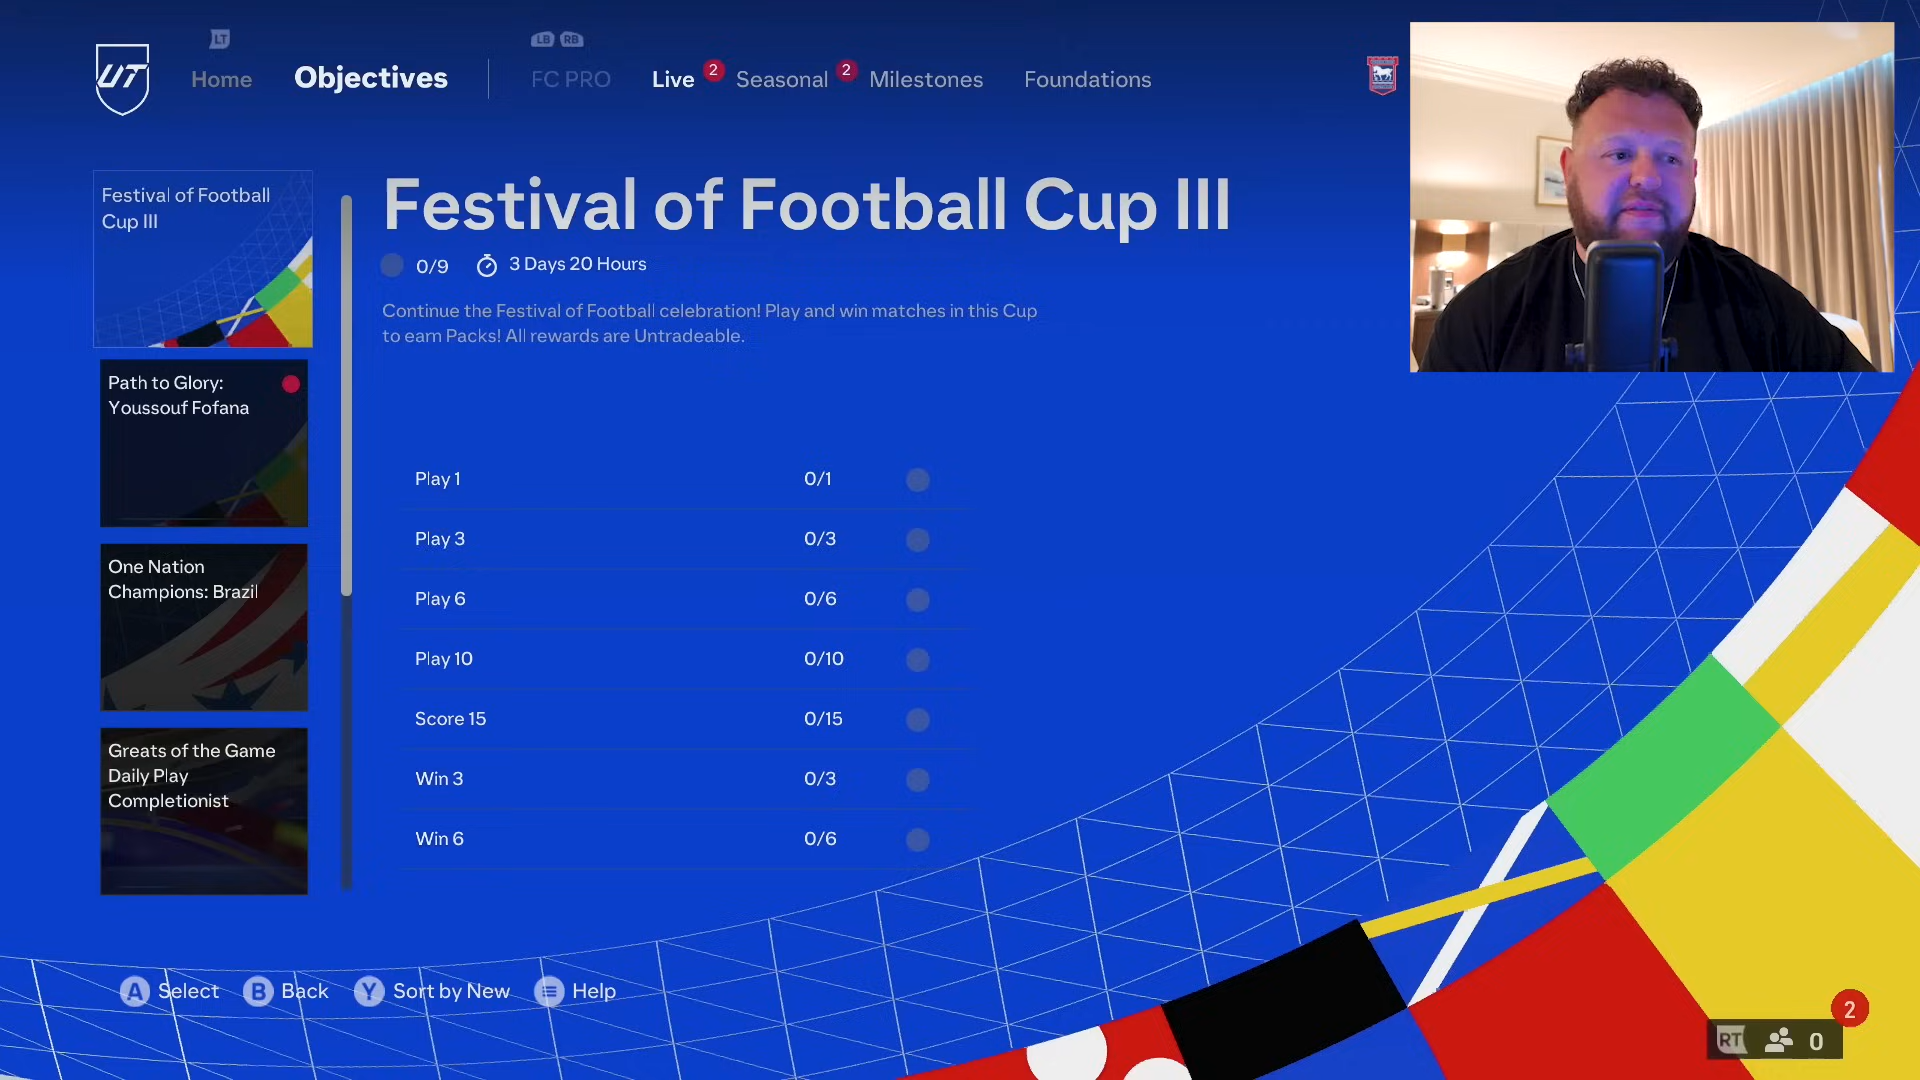 LT
LB RB
UT
Home
Objectives
FC PRO
Live
2
Seasonal
2
Milestones
Foundations
Festival of Football
Cup III
Festival of Football Cup III
0/9
3 Days 20 Hours
Continue the Festival of Football celebration! Play and win matches in this Cup
to earn Packs! All rewards are Untradeable.
Path to Glory:
Youssouf Fofana
One Nation
Champions: Brazil
Greats of the Game
Daily Play
Completionist
Play 1 0/1
Play 3 0/3
Play 6 0/6
Play 10 0/10
Score 15 0/15
Win 3 0/3
Win 6 0/6
A Select
B Back
Y Sort by New
Help
2
RT 0